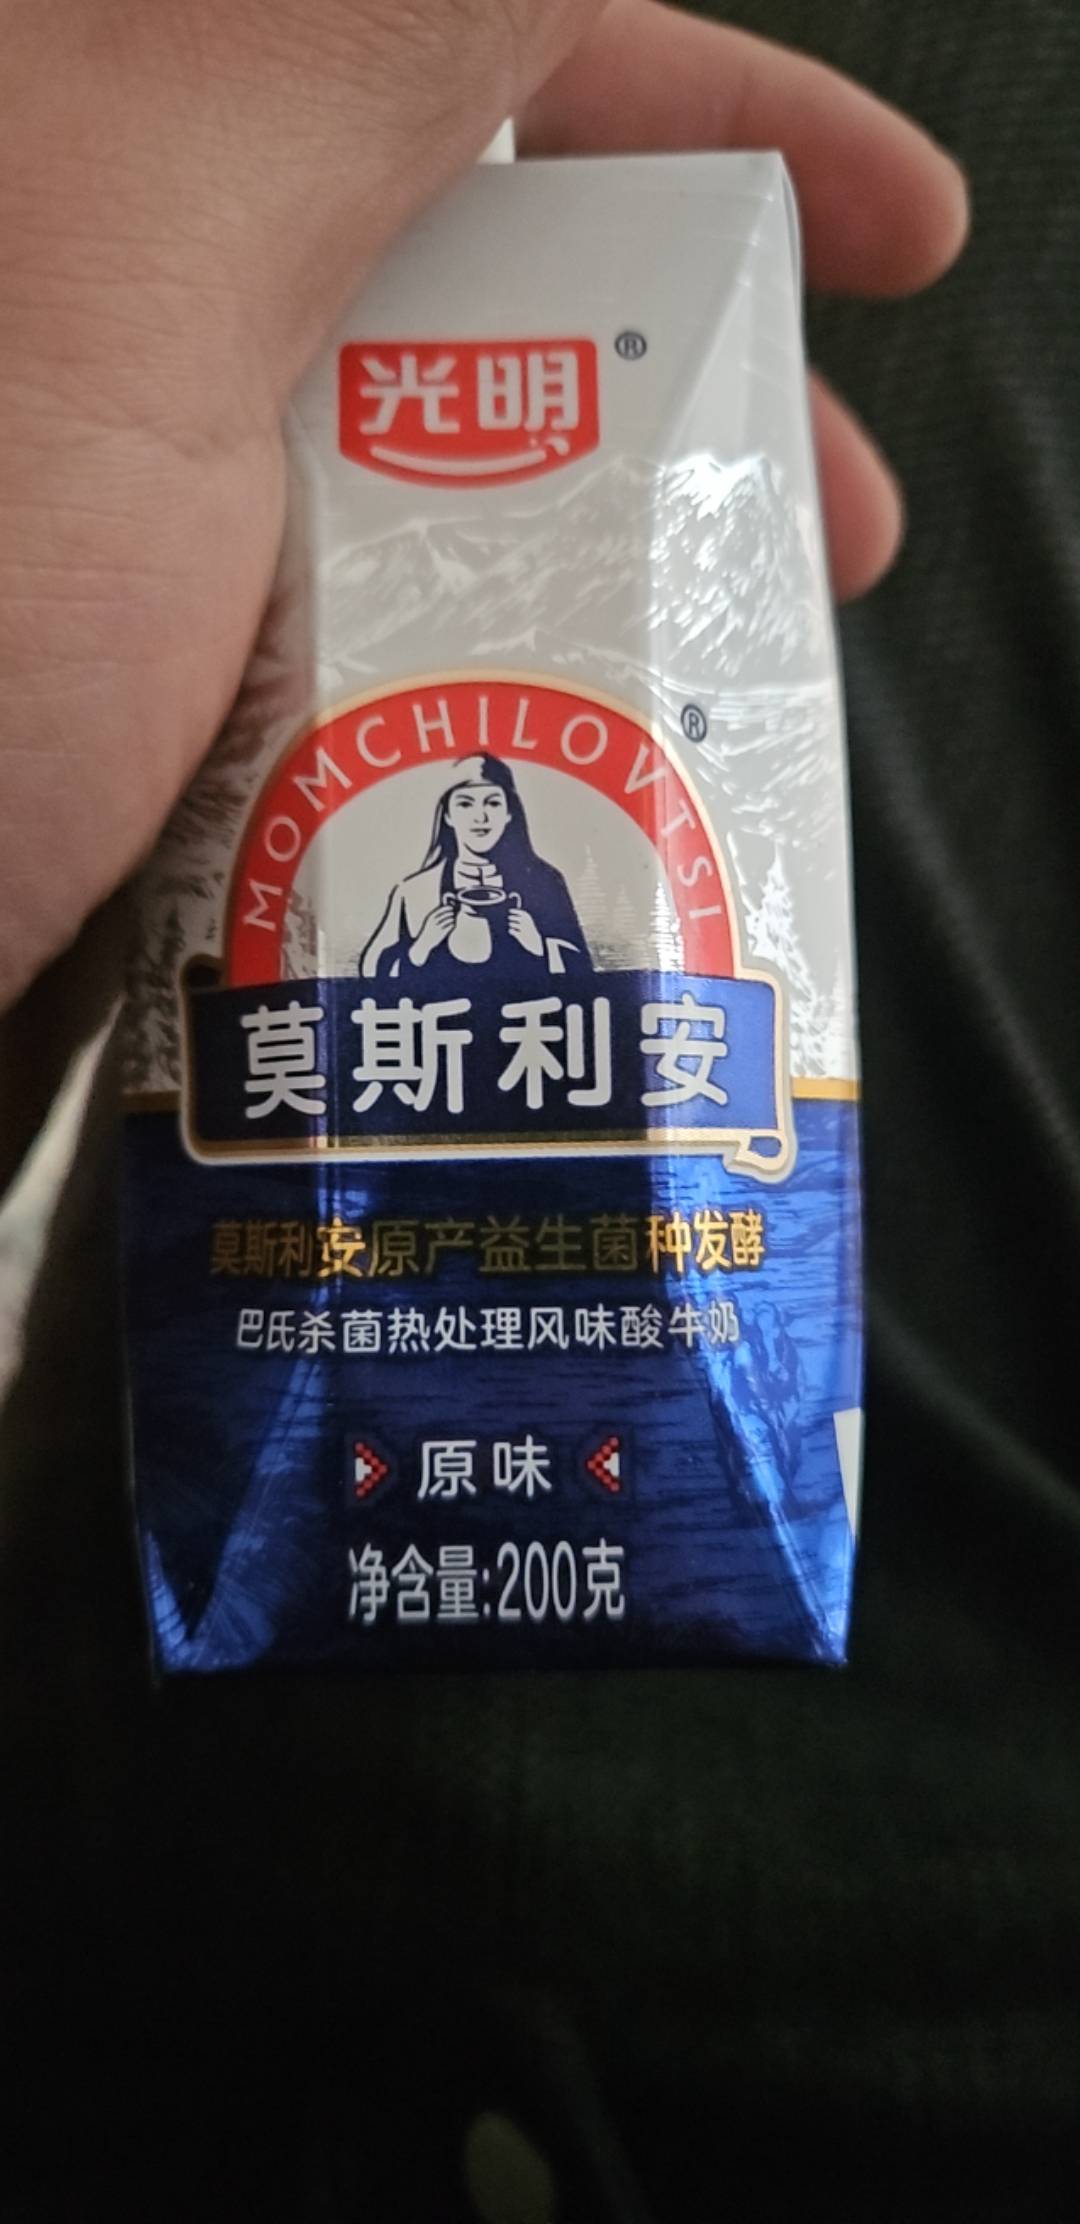 光明®
MOMCHILOVTSI®
莫斯利安
莫斯利安原产益生菌种发酵
巴氏杀菌热处理风味酸牛奶
原味
净含量:200克